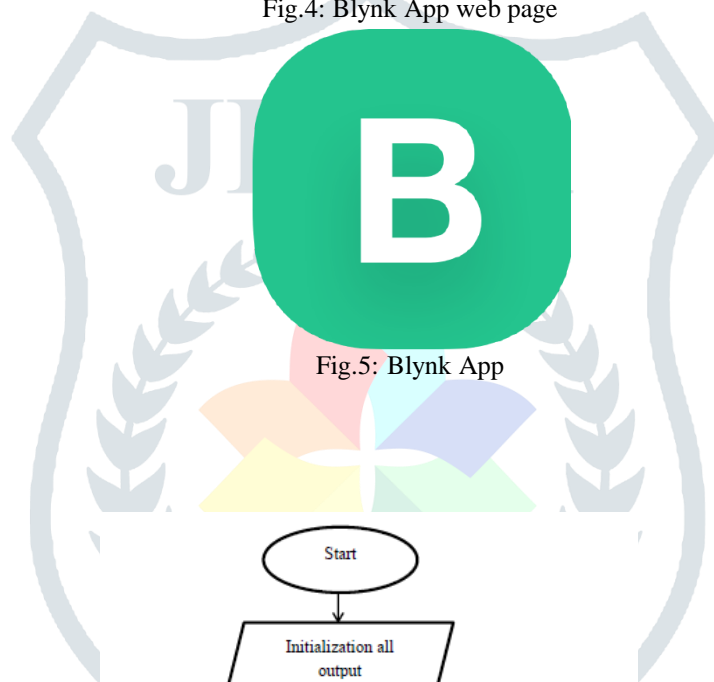 Fig.4: Blynk App web page
B
Fig.5: Blynk App
Start
Initialization all
output